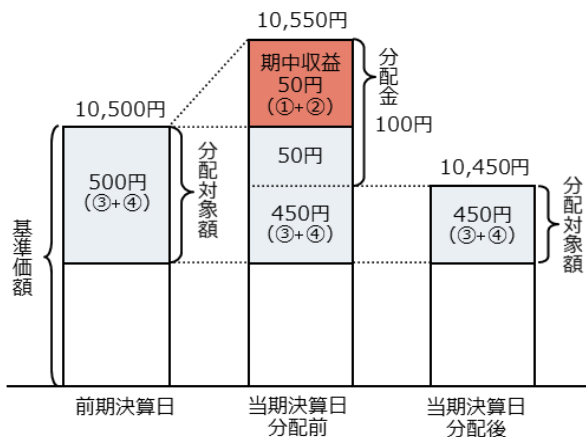 10,550円
期中収益
50円
(①+②)
分配金
100円
10,500円
500円
(③+④)
分配対象額
基準価額
50円
450円
(③+④)
10,450円
450円
(③+④)
分配対象額
前期決算日
当期決算日
分配前
当期決算日
分配後